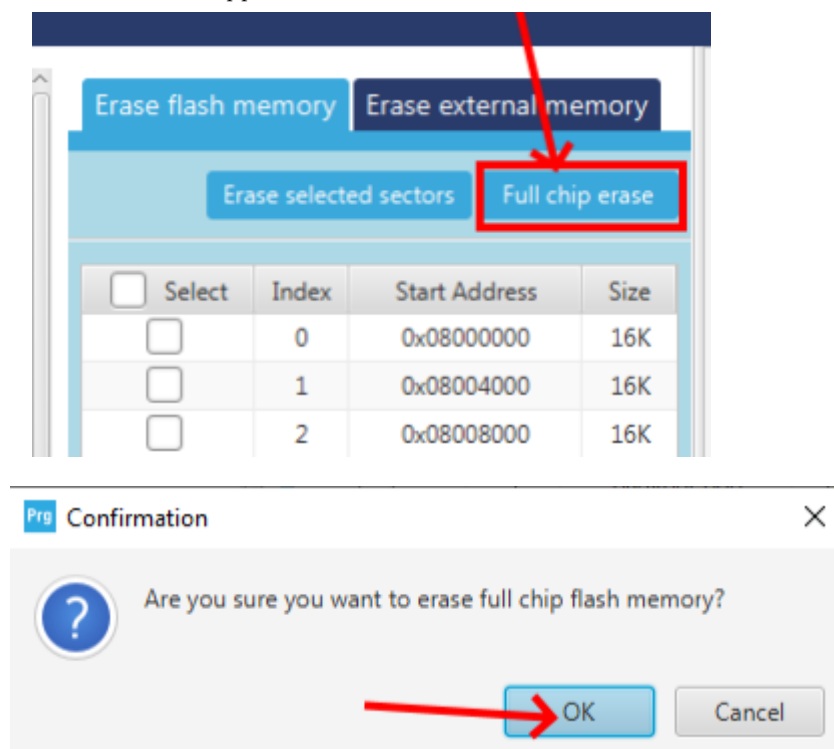 Erase flash memory Erase external memory
Erase selected sectors Full chip erase
Select Index Start Address Size
0 0x08000000 16K
1 0x08004000 16K
2 0x08008000 16K
Prg Confirmation
Are you sure you want to erase full chip flash memory?
OK Cancel